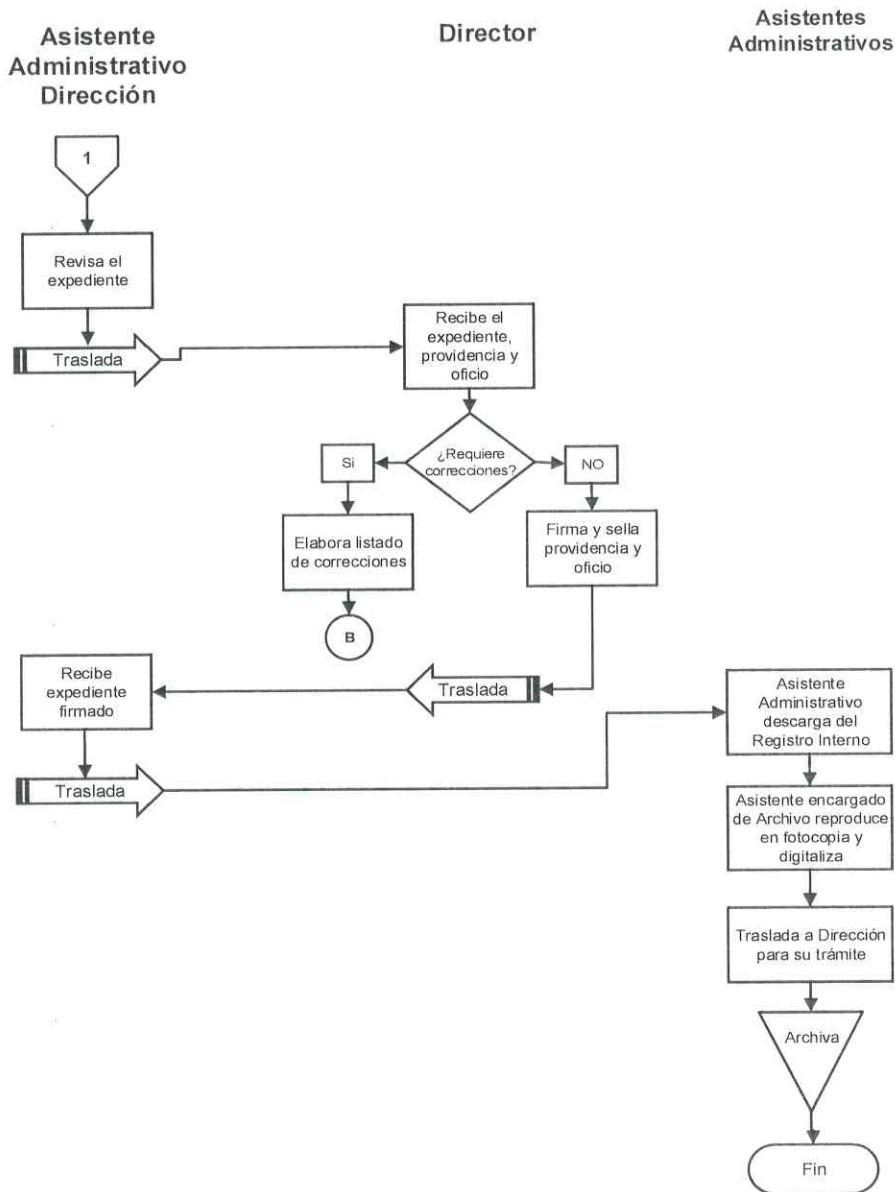 Asistente
Administrativo
Dirección
Director
Asistentes
Administrativos
1
Revisa el
expediente
Traslada
Recibe el
expediente,
providencia y
oficio
¿Requiere
correcciones?
Si
NO
Elabora listado
de correcciones
Firma y sella
providencia y
oficio
B
Traslada
Recibe
expediente
firmado
Traslada
Asistente
Administrativo
descarga del
Registro Interno
Asistente encargado
de Archivo reproduce
en fotocopia y
digitaliza
Traslada a Dirección
para su trámite
Archiva
Fin